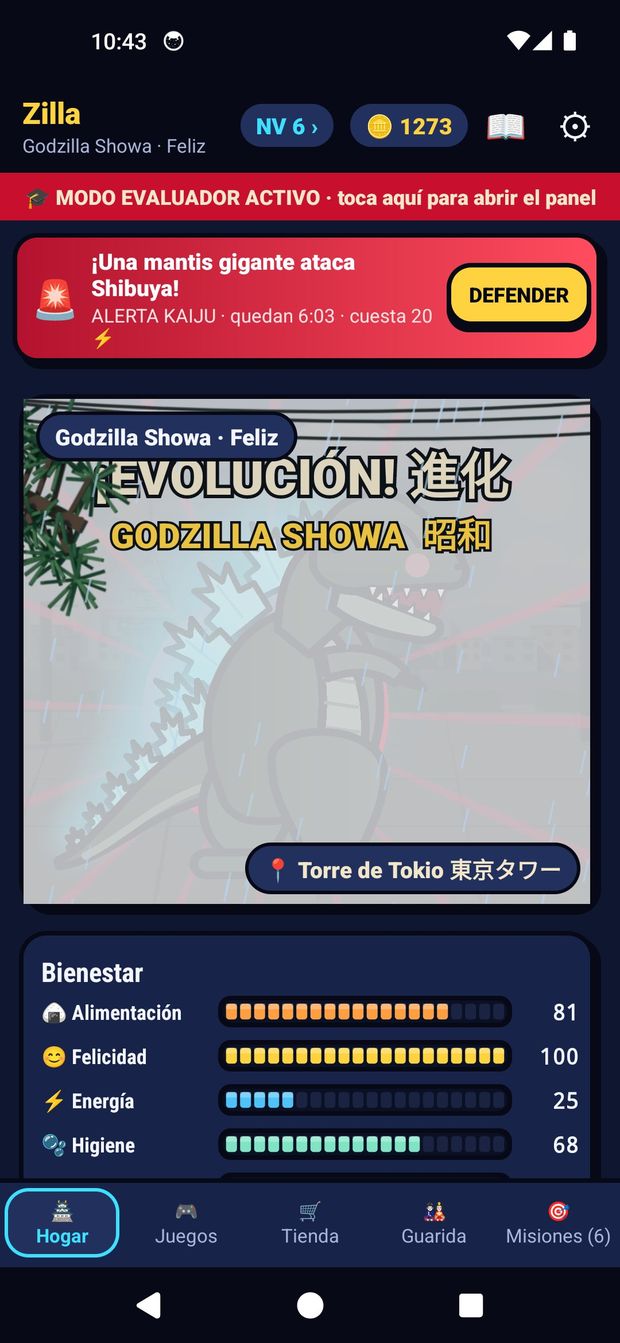 10:43
Zilla
Godzilla Showa · Feliz
NV 6 ›
1273
MODO EVALUADOR ACTIVO · toca aquí para abrir el panel
¡Una mantis gigante ataca
Shibuya!
ALERTA KAIJU · quedan 6:03 · cuesta 20
DEFENDER
Godzilla Showa · Feliz
¡EVOLUCIÓN! 進化
GODZILLA SHOWA 昭和
Torre de Tokio 東京タワー
Bienestar
Alimentación 81
Felicidad 100
Energía 25
Higiene 68
Hogar
Juegos
Tienda
Guarida
Misiones (6)